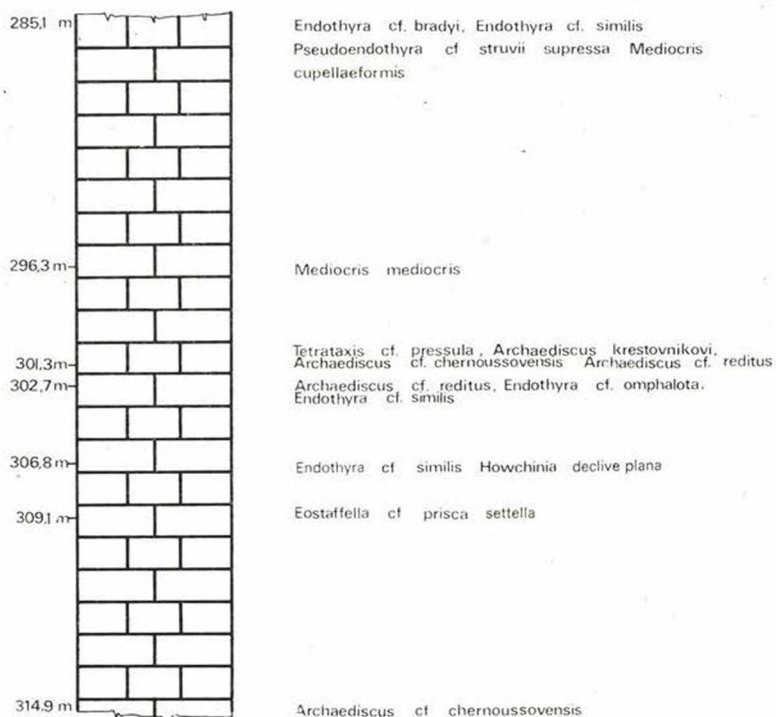 285,1 m
Endothyra cf. bradyi, Endothyra cf. similis
Pseudoendothyra cf struvii supressa Mediocris
cupellaeformis
296,3 m
Mediocris mediocris
Tetrataxis cf. pressula, Archaediscus krestovnikovi,
301,3m
Archaediscus cf. chernoussovensis Archaediscus cf. reditus
302,7m
Archaediscus cf. reditus, Endothyra cf. omphalota.
Endothyra cf. similis
306,8 m
Endothyra cf similis Howchinia declive plana
309,1 m
Eostaffella cf prisca settella
314,9 m
Archaediscus cf chernoussovensis